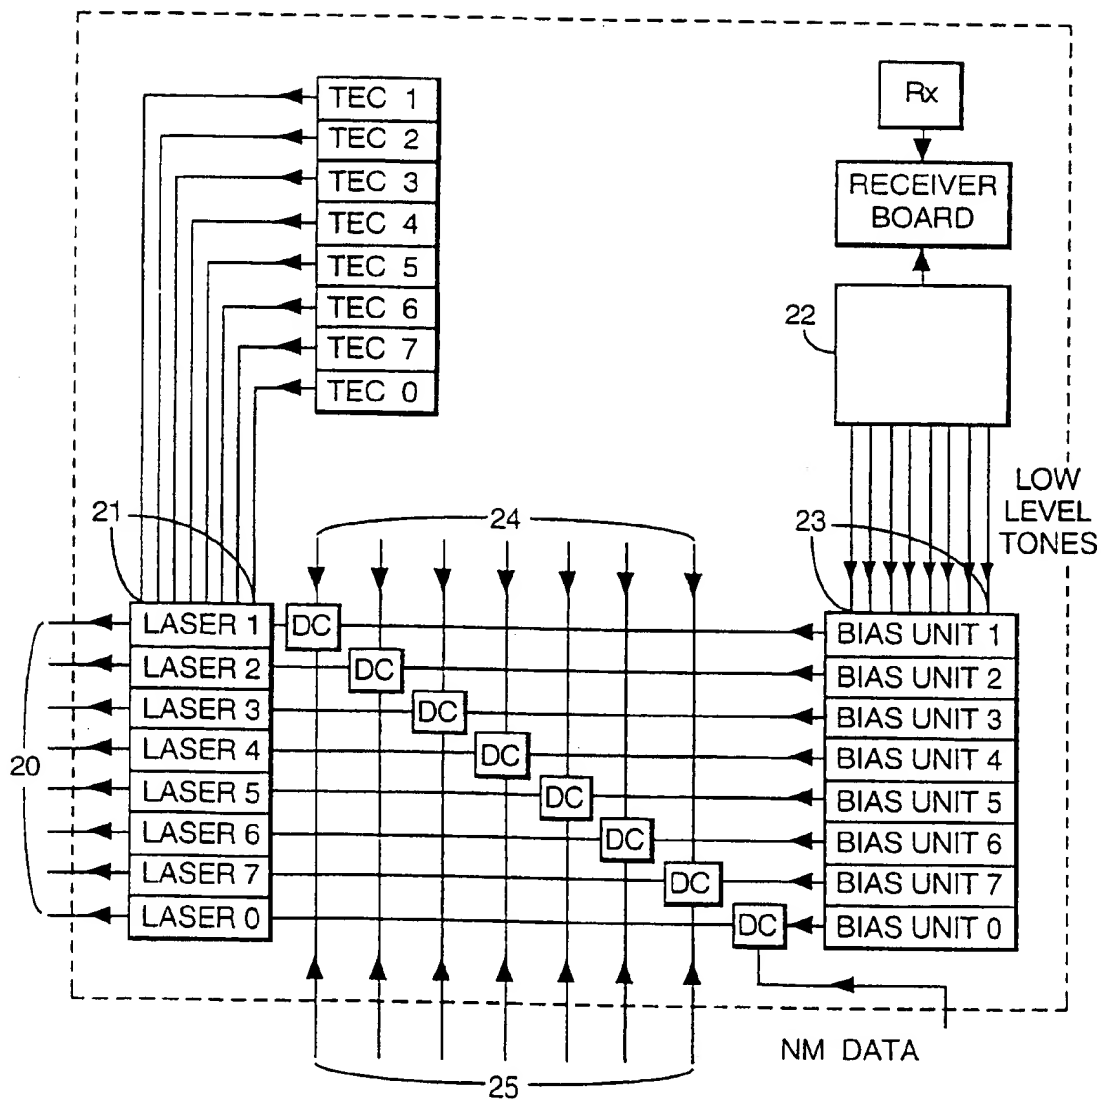 TEC 1
TEC 2
TEC 3
TEC 4
TEC 5
TEC 6
TEC 7
TEC 0
Rx
RECEIVER
BOARD
22
LOW
LEVEL
TONES
21
24
23
LASER 1
LASER 2
LASER 3
LASER 4
LASER 5
LASER 6
LASER 7
LASER 0
20
DC
DC
DC
DC
DC
DC
DC
DC
BIAS UNIT 1
BIAS UNIT 2
BIAS UNIT 3
BIAS UNIT 4
BIAS UNIT 5
BIAS UNIT 6
BIAS UNIT 7
BIAS UNIT 0
NM DATA
25